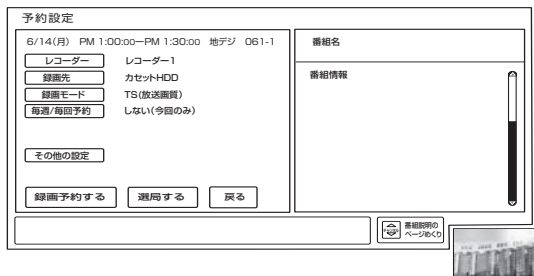 予約設定
6/14(月) PM 1:00:00ーPM 1:30:00 地デジ 061-1
レコーダー レコーダー1
録画先 カセットHDD
録画モード TS(放送画質)
毎週/毎回予約 しない(今回のみ)
その他の設定
録画予約する 選局する 戻る
番組名
番組情報
番組説明の
ページめくり